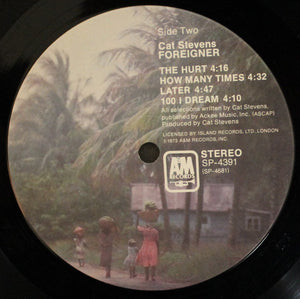 Side Two
Cat Stevens
FOREIGNER
THE HURT 4:16
HOW MANY TIMES 4:32
LATER 4:47
100 I DREAM 4:10
All selections written by Cat Stevens,
published by Ackee Music, Inc. (ASCAP)
Produced by Cat Stevens
LICENSED BY ISLAND RECORDS, LTD., LONDON
℗ 1973 A&M RECORDS, INC.
A&M
RECORDS
STEREO
SP-4391
(SP-4681)